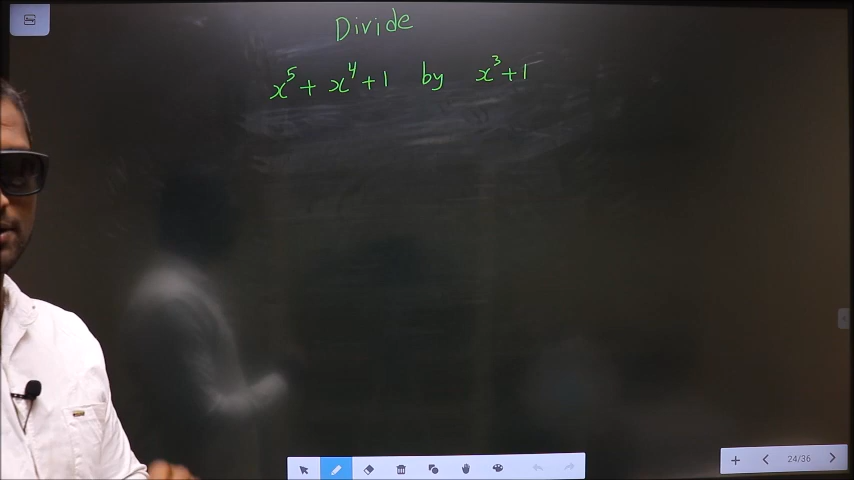 Divide
x⁵ + x⁴ + 1 by x³ + 1
24/36